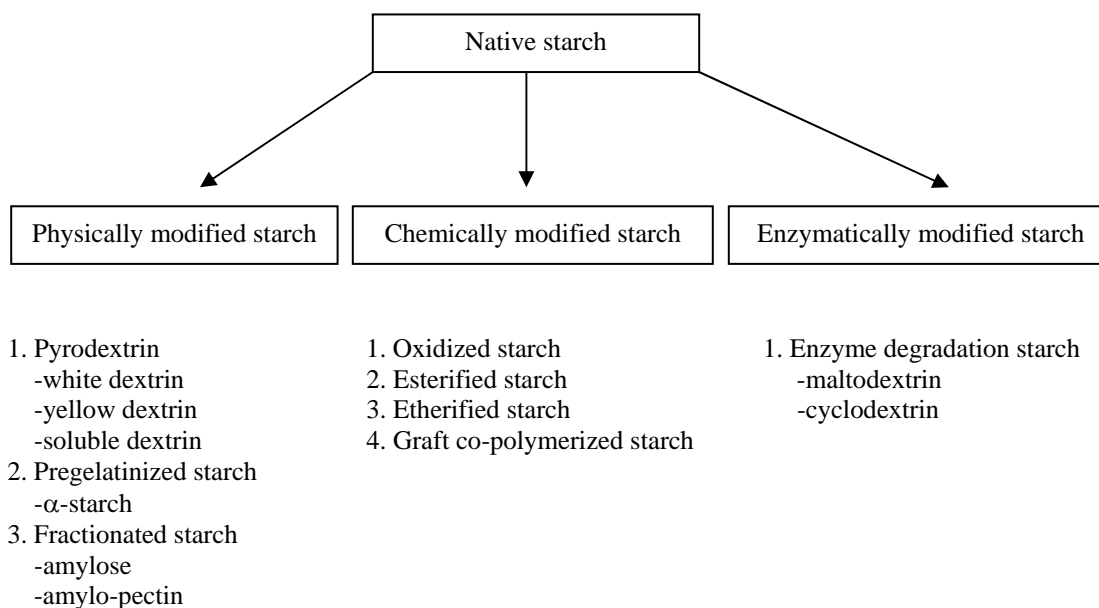 Native starch
Physically modified starch
Chemically modified starch
Enzymatically modified starch
1. Pyrodextrin
-white dextrin
-yellow dextrin
-soluble dextrin
2. Pregelatinized starch
-α-starch
3. Fractionated starch
-amylose
-amylo-pectin
1. Oxidized starch
2. Esterified starch
3. Etherified starch
4. Graft co-polymerized starch
1. Enzyme degradation starch
-maltodextrin
-cyclodextrin